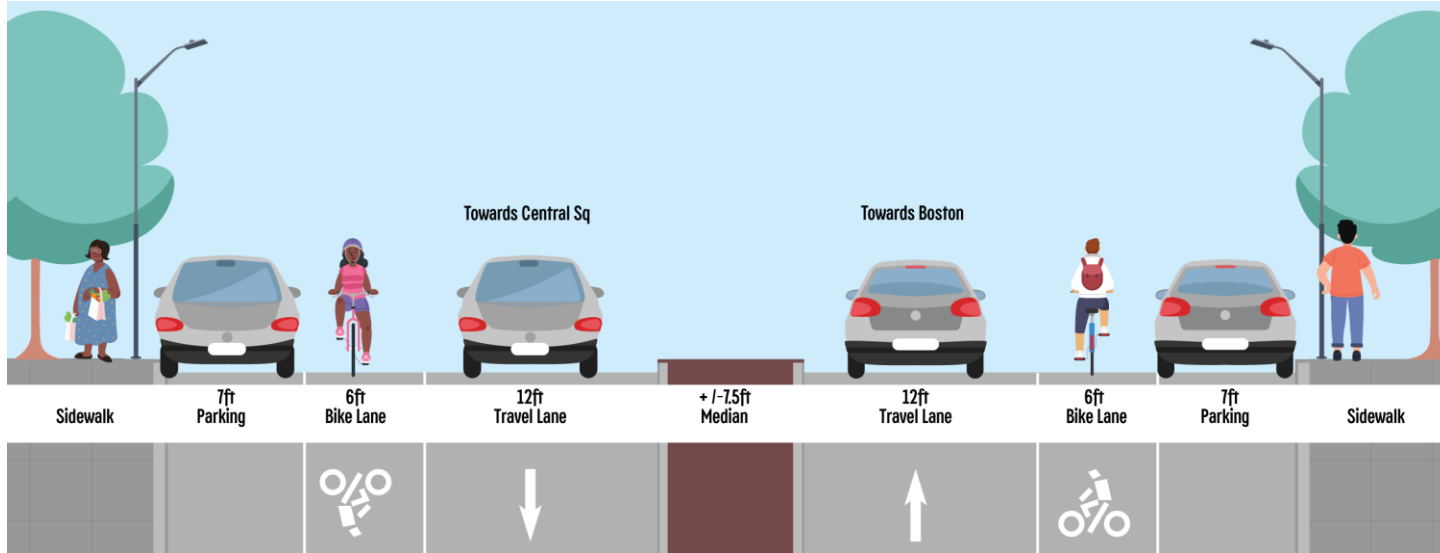 Towards Central Sq
Towards Boston
Sidewalk
7ft
Parking
6ft
Bike Lane
12ft
Travel Lane
+ /-7.5ft
Median
12ft
Travel Lane
6ft
Bike Lane
7ft
Parking
Sidewalk